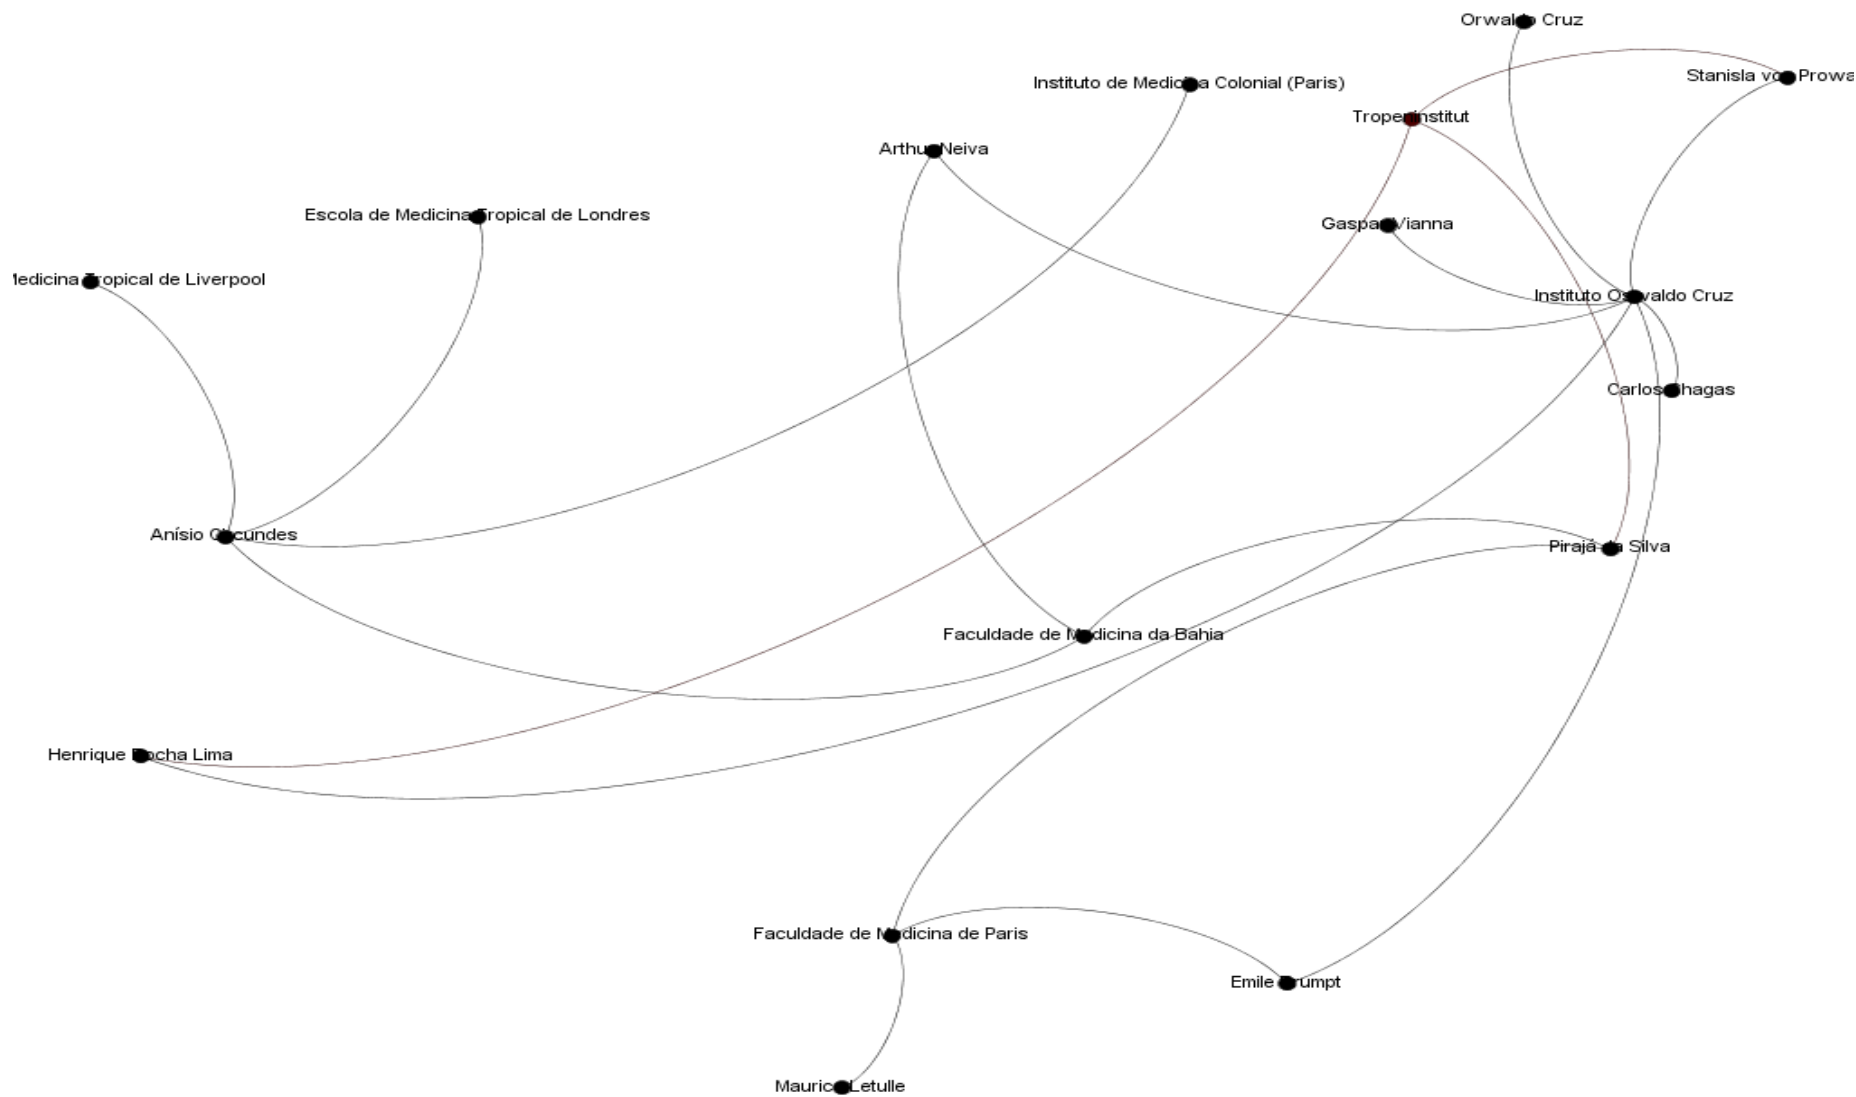 Orwaldo Cruz
Stanisla von Prowa
Instituto de Medicina Colonial (Paris)
Tropeninstitut
Arthur Neiva
Escola de Medicina Tropical de Londres
Gaspar Vianna
Medicina Tropical de Liverpool
Instituto Oswaldo Cruz
Carlos Chagas
Anísio Circundes
Pirajá da Silva
Faculdade de Medicina da Bahia
Henrique Rocha Lima
Faculdade de Medicina de Paris
Emile Brumpt
Maurice Letulle